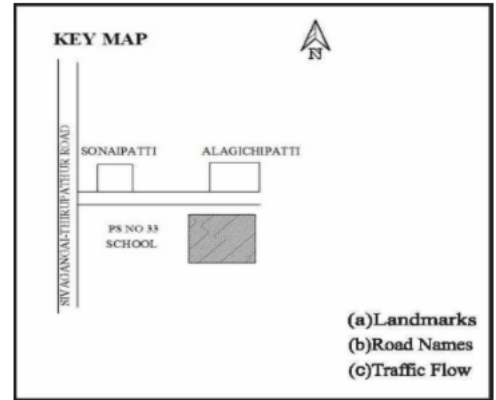 KEY MAP
N
SONAIPATTI
ALAGICHIPATTI
SIVAGANGAI-THIRUPATHUR ROAD
PS NO 33
SCHOOL
(a)Landmarks
(b)Road Names
(c)Traffic Flow